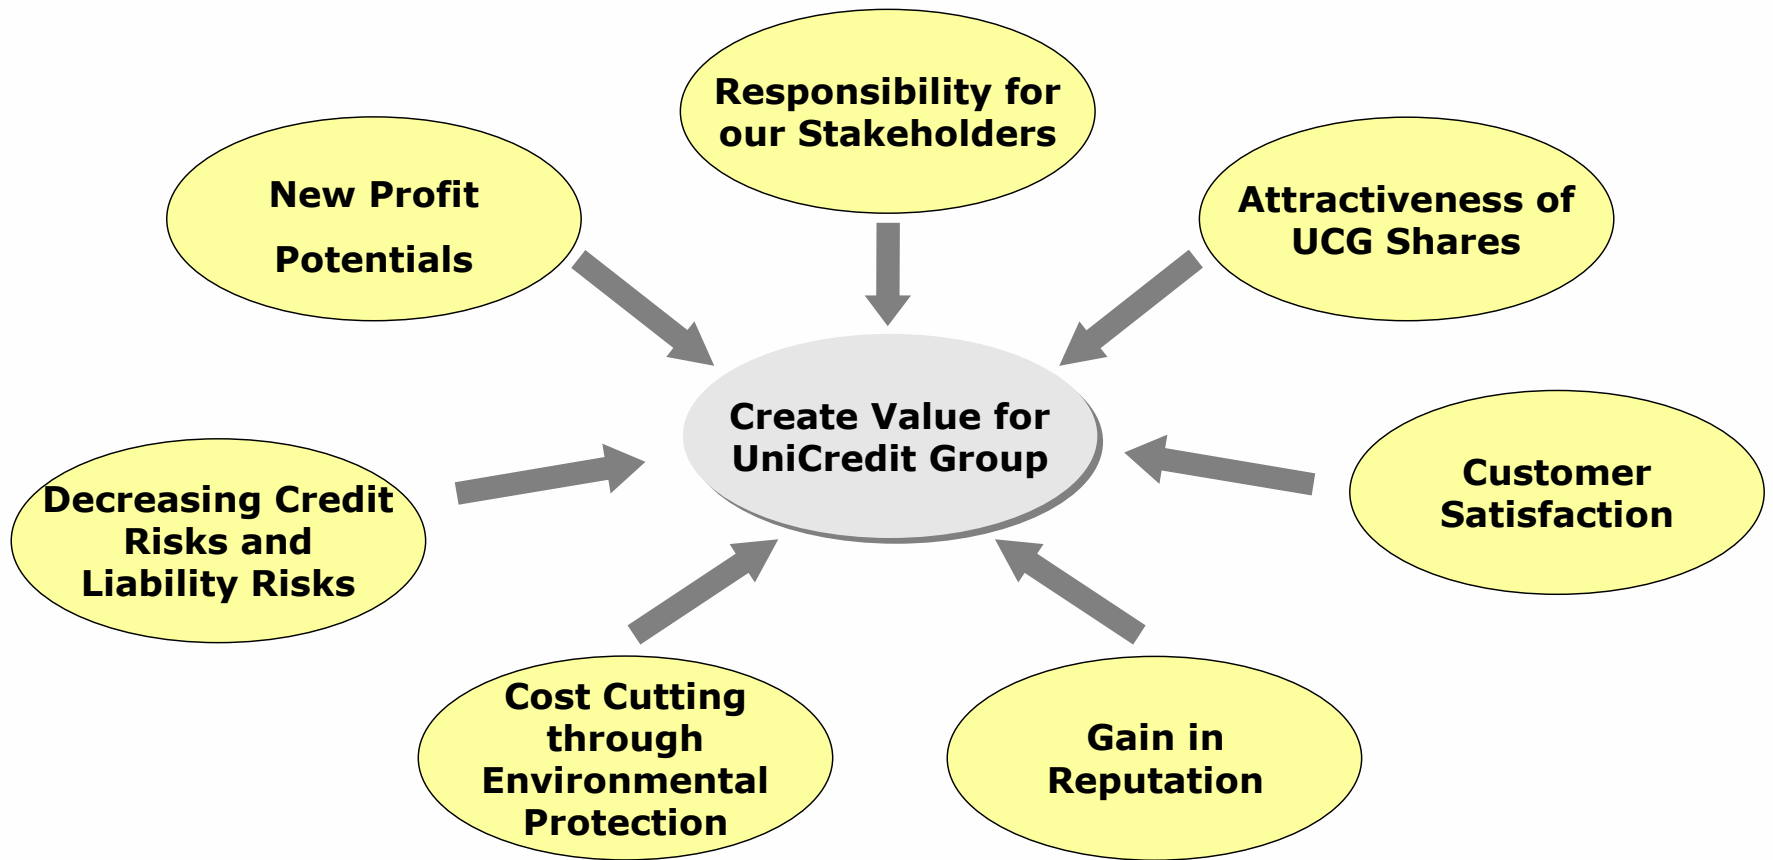 Responsibility for
our Stakeholders
New Profit
Potentials
Attractiveness of
UCG Shares
Create Value for
UniCredit Group
Customer
Satisfaction
Decreasing Credit
Risks and
Liability Risks
Cost Cutting
through
Environmental
Protection
Gain in
Reputation